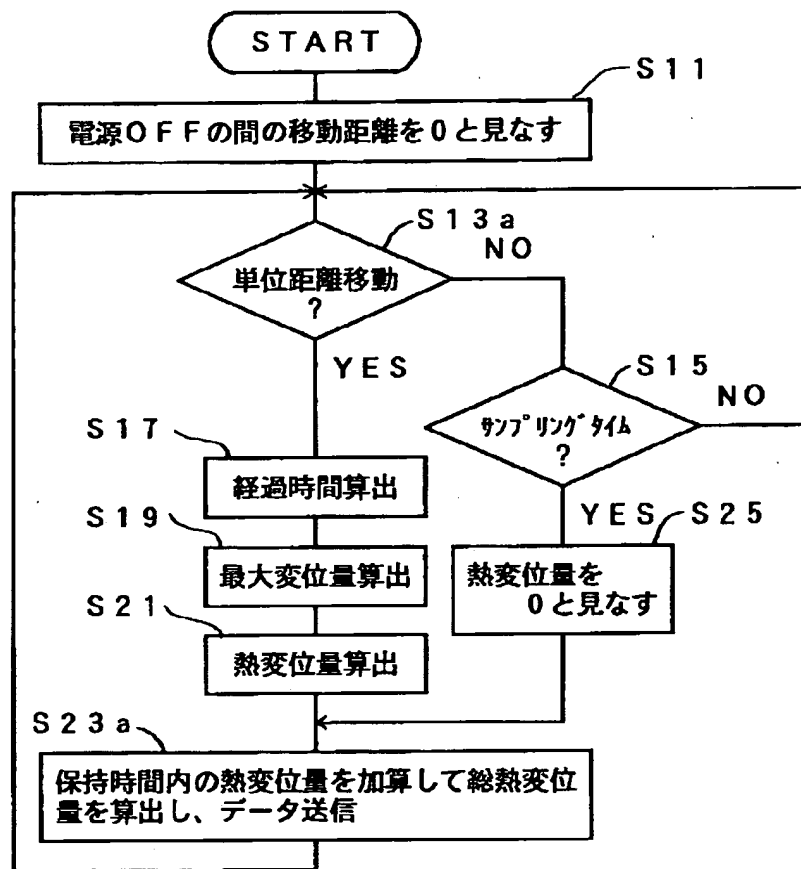 START
S11
電源OFFの間の移動距離を0と見なす
S13a
単位距離移動
?
NO
YES
S15
サンプリングタイム
?
NO
YES
S17
経過時間算出
S19
最大変位量算出
S21
熱変位量算出
S25
熱変位量を
0と見なす
S23a
保持時間内の熱変位量を加算して総熱変位
量を算出し、データ送信